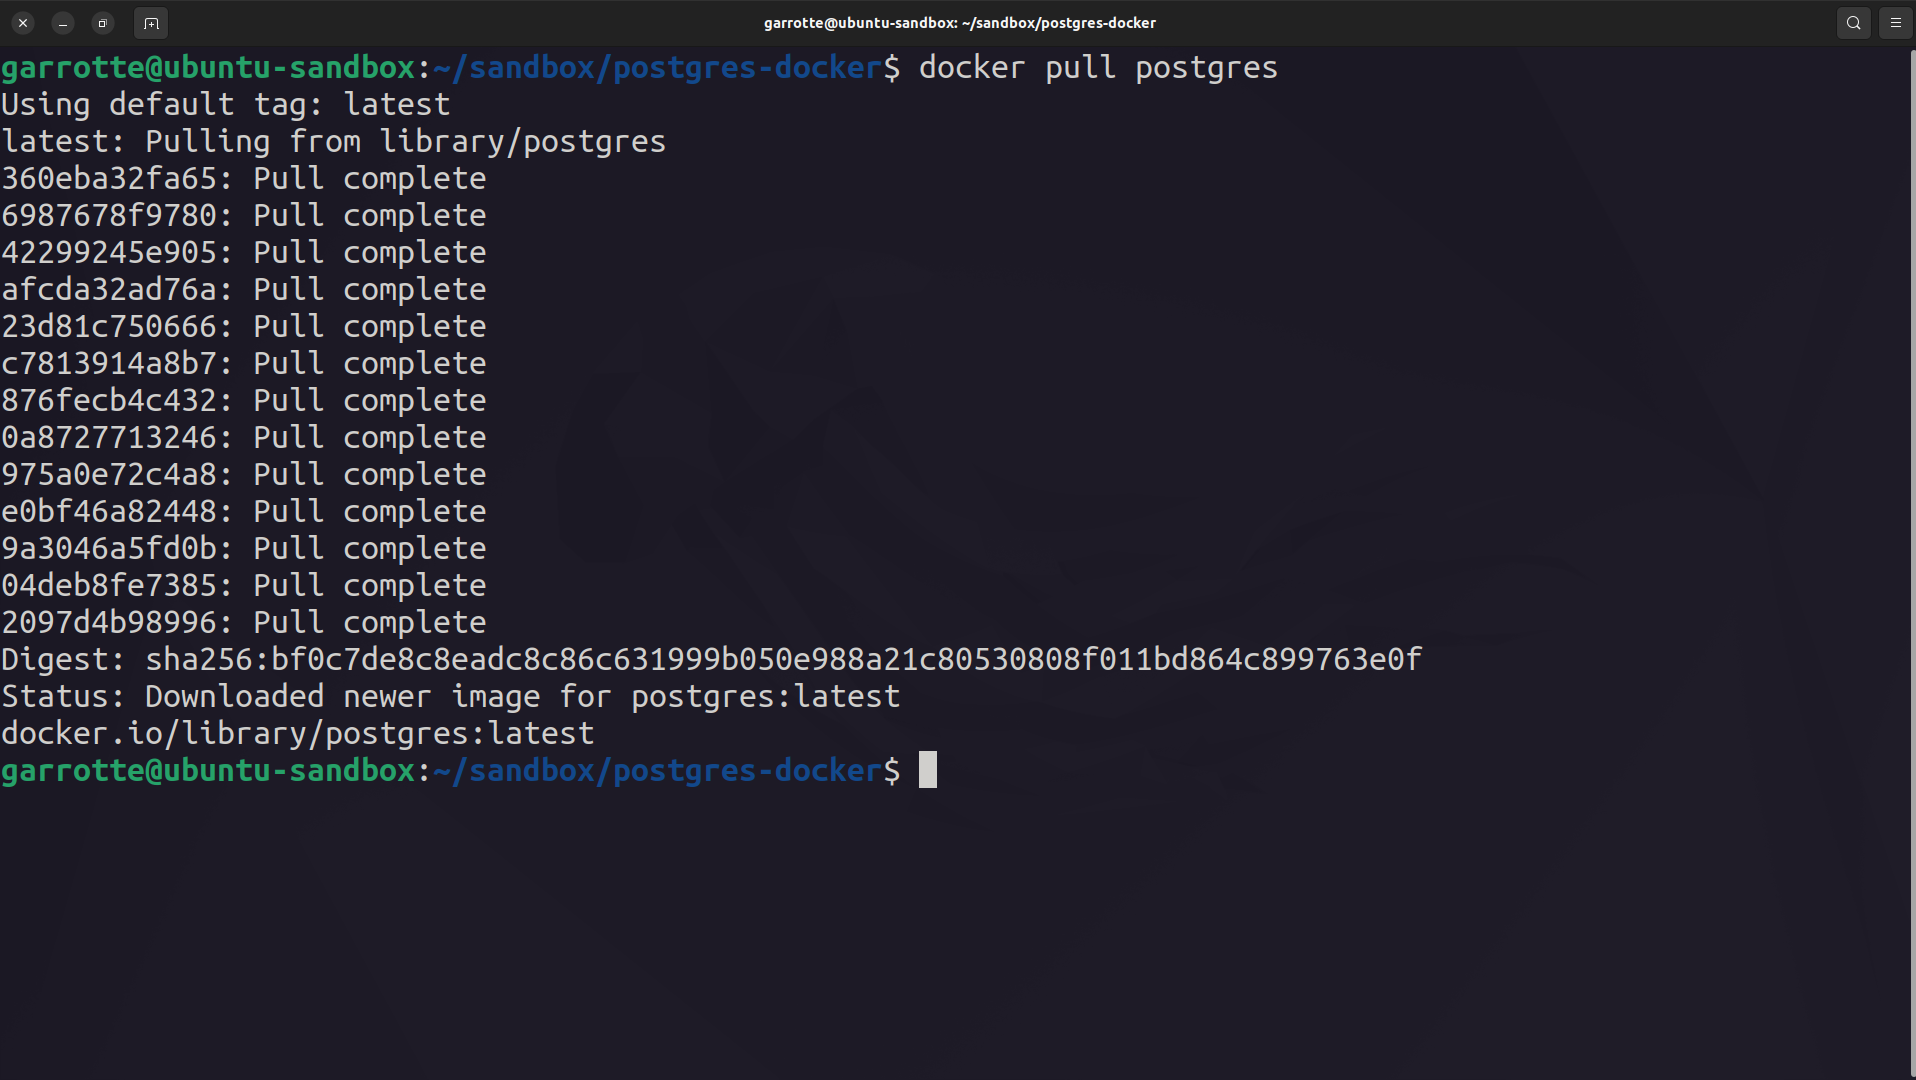 garrotte@ubuntu-sandbox: ~/sandbox/postgres-docker
garrotte@ubuntu-sandbox:~/sandbox/postgres-docker$ docker pull postgres
Using default tag: latest
latest: Pulling from library/postgres
360eba32fa65: Pull complete
6987678f9780: Pull complete
42299245e905: Pull complete
afcda32ad76a: Pull complete
23d81c750666: Pull complete
c7813914a8b7: Pull complete
876fecb4c432: Pull complete
0a8727713246: Pull complete
975a0e72c4a8: Pull complete
e0bf46a82448: Pull complete
9a3046a5fd0b: Pull complete
04deb8fe7385: Pull complete
2097d4b98996: Pull complete
Digest: sha256:bf0c7de8c8eadc8c86c631999b050e988a21c80530808f011bd864c899763e0f
Status: Downloaded newer image for postgres:latest
docker.io/library/postgres:latest
garrotte@ubuntu-sandbox:~/sandbox/postgres-docker$